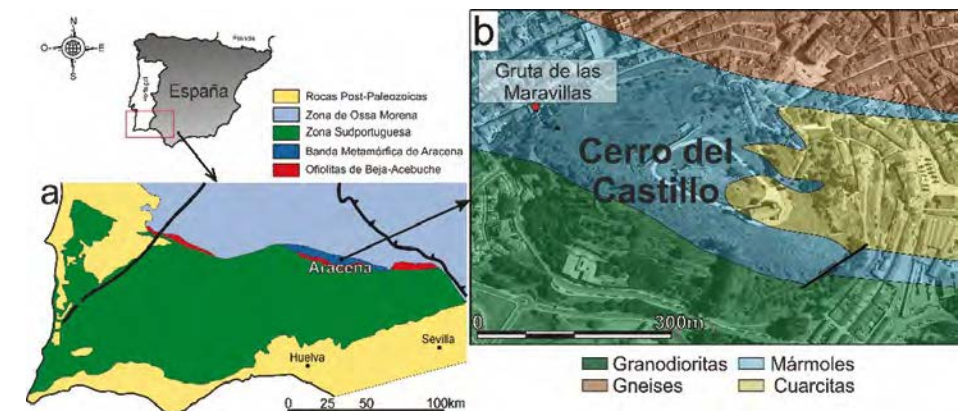 N
O
E
S
Francia
Portugal
España
Rocas Post-Paleozoicas
Zona de Ossa Morena
Zona Sudportuguesa
Banda Metamórfica de Aracena
Ofiolitas de Beja-Acebuche
a
Aracena
Sevilla
Huelva
0 25 50 100km
b
Gruta de las
Maravillas
Cerro del
Castillo
0 300m
Granodioritas
Mármoles
Gneises
Cuarcitas